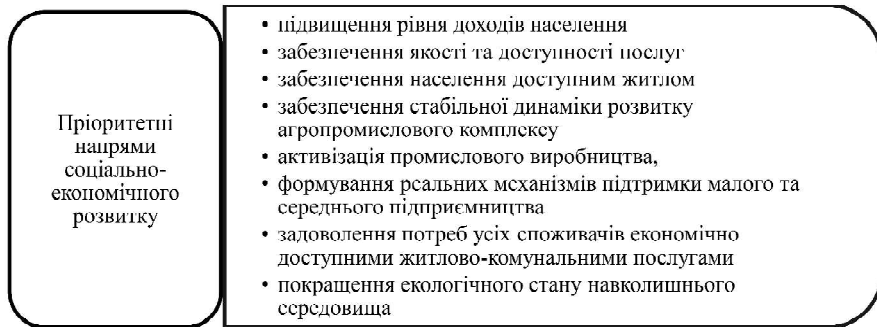 Пріоритетні
напрями
соціально-
економічного
розвитку
• підвищення рівня доходів населення
• забезпечення якості та доступності послуг
• забезпечення населення доступним житлом
• забезпечення стабільної динаміки розвитку
агропромислового комплексу
• активізація промислового виробництва,
• формування реальних механізмів підтримки малого та
середнього підприємництва
• задоволення потреб усіх споживачів економічно
доступними житлово-комунальними послугами
• покращення екологічного стану навколишнього
середовища